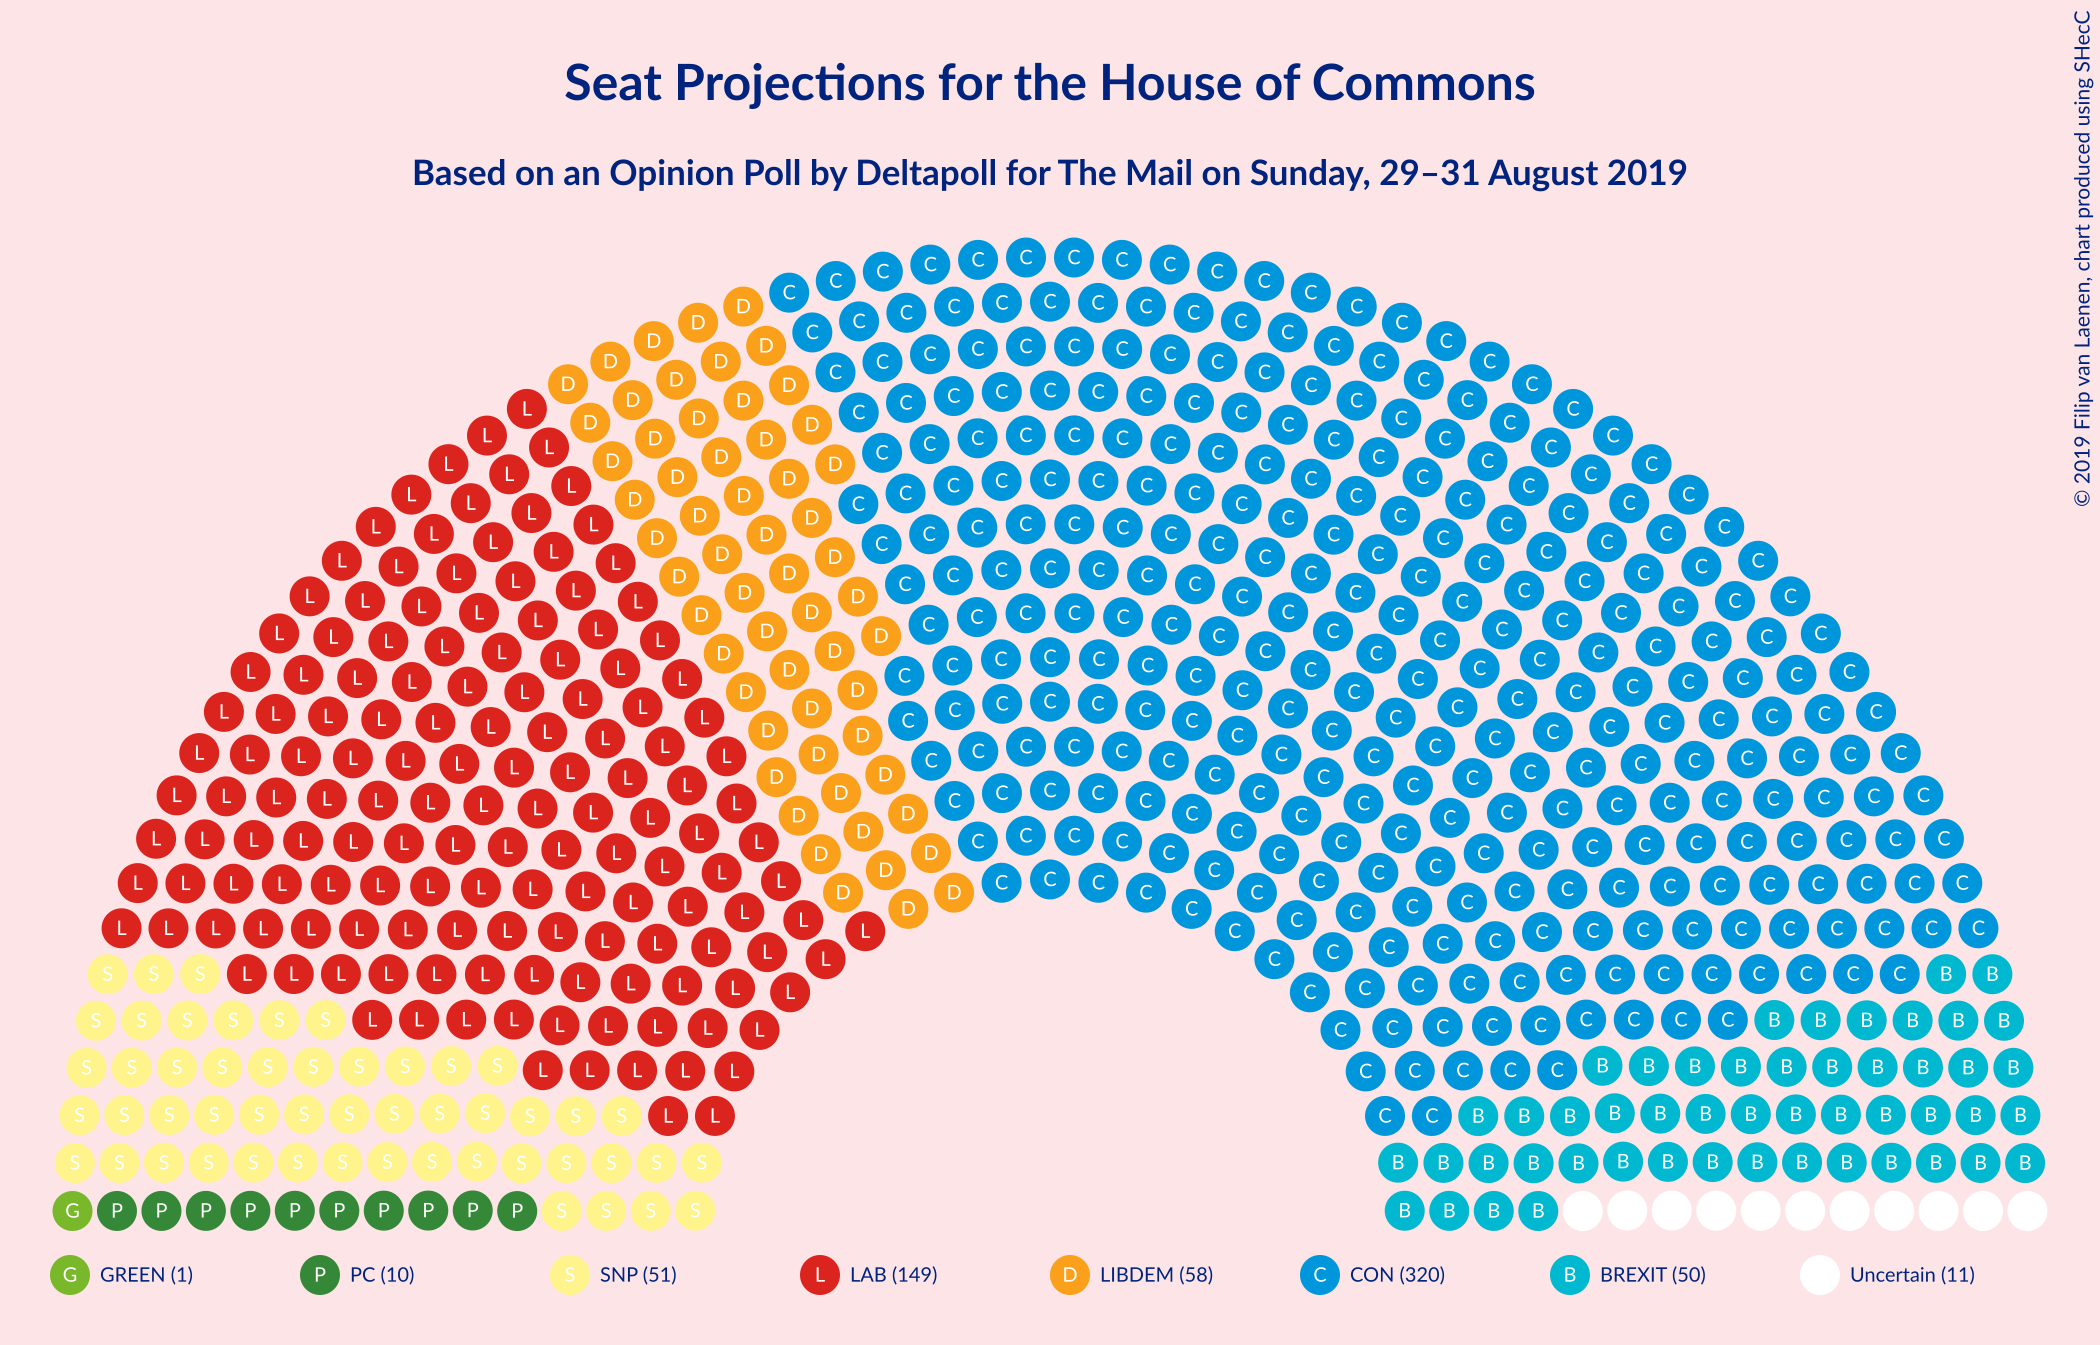 Seat Projections for the House of Commons
Based on an Opinion Poll by Deltapoll for The Mail on Sunday, 29–31 August 2019
© 2019 Filip van Laenen, chart produced using SHecC
G GREEN (1)
P PC (10)
S SNP (51)
L LAB (149)
D LIBDEM (58)
C CON (320)
B BREXIT (50)
Uncertain (11)